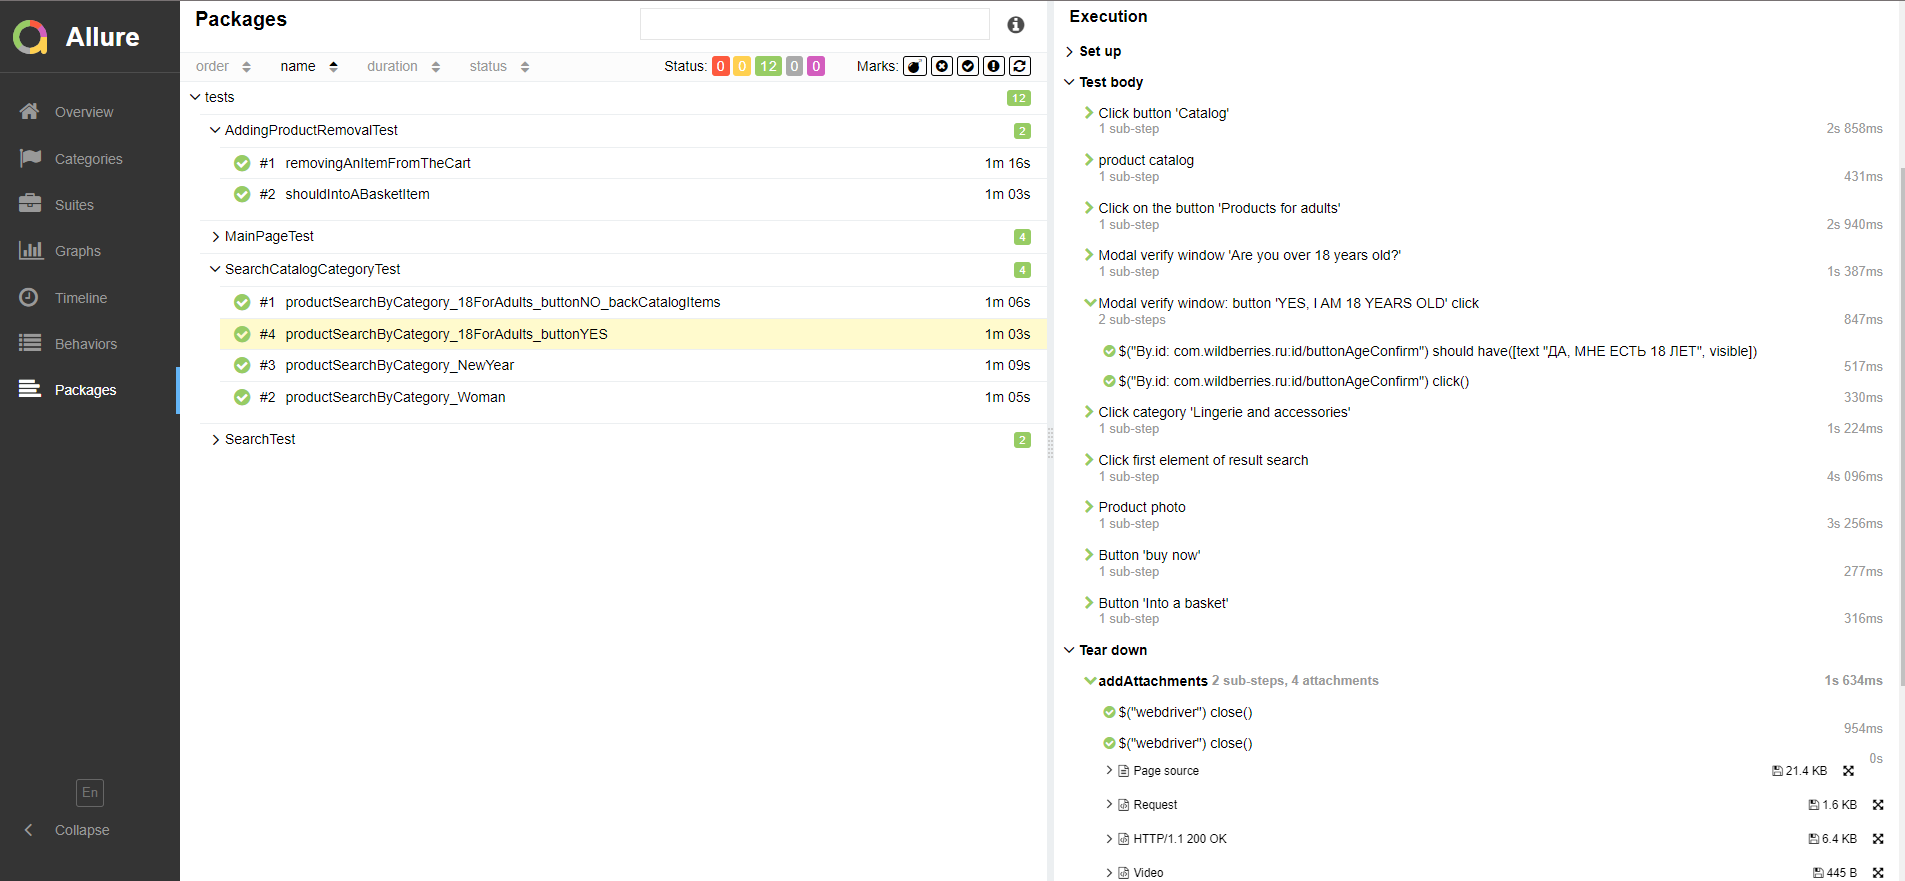 Allure
Overview
Categories
Suites
Graphs
Timeline
Behaviors
Packages
En
Collapse
Packages
order name duration status Status: 0 0 12 0 0 Marks:
tests 12
AddingProductRemovalTest 2
#1 removingAnItemFromTheCart 1m 16s
#2 shouldIntoABasketItem 1m 03s
MainPageTest 4
SearchCatalogCategoryTest 4
#1 productSearchByCategory_18ForAdults_buttonNO_backCatalogItems 1m 06s
#4 productSearchByCategory_18ForAdults_buttonYES 1m 03s
#3 productSearchByCategory_NewYear 1m 09s
#2 productSearchByCategory_Woman 1m 05s
SearchTest 2
Execution
Set up
Test body
Click button 'Catalog'
1 sub-step 2s 858ms
product catalog
1 sub-step 431ms
Click on the button 'Products for adults'
1 sub-step 2s 940ms
Modal verify window 'Are you over 18 years old?'
1 sub-step 1s 387ms
Modal verify window: button 'YES, I AM 18 YEARS OLD' click
2 sub-steps 847ms
$("By.id: com.wildberries.ru:id/buttonAgeConfirm") should have([text "ДА, МНЕ ЕСТЬ 18 ЛЕТ", visible])
517ms
$("By.id: com.wildberries.ru:id/buttonAgeConfirm") click()
330ms
Click category 'Lingerie and accessories'
1 sub-step 1s 224ms
Click first element of result search
1 sub-step 4s 096ms
Product photo
1 sub-step 3s 256ms
Button 'buy now'
1 sub-step 277ms
Button 'Into a basket'
1 sub-step 316ms
Tear down
addAttachments 2 sub-steps, 4 attachments 1s 634ms
$("webdriver") close()
954ms
$("webdriver") close()
0s
Page source 21.4 KB
Request 1.6 KB
HTTP/1.1 200 OK 6.4 KB
Video 445 B